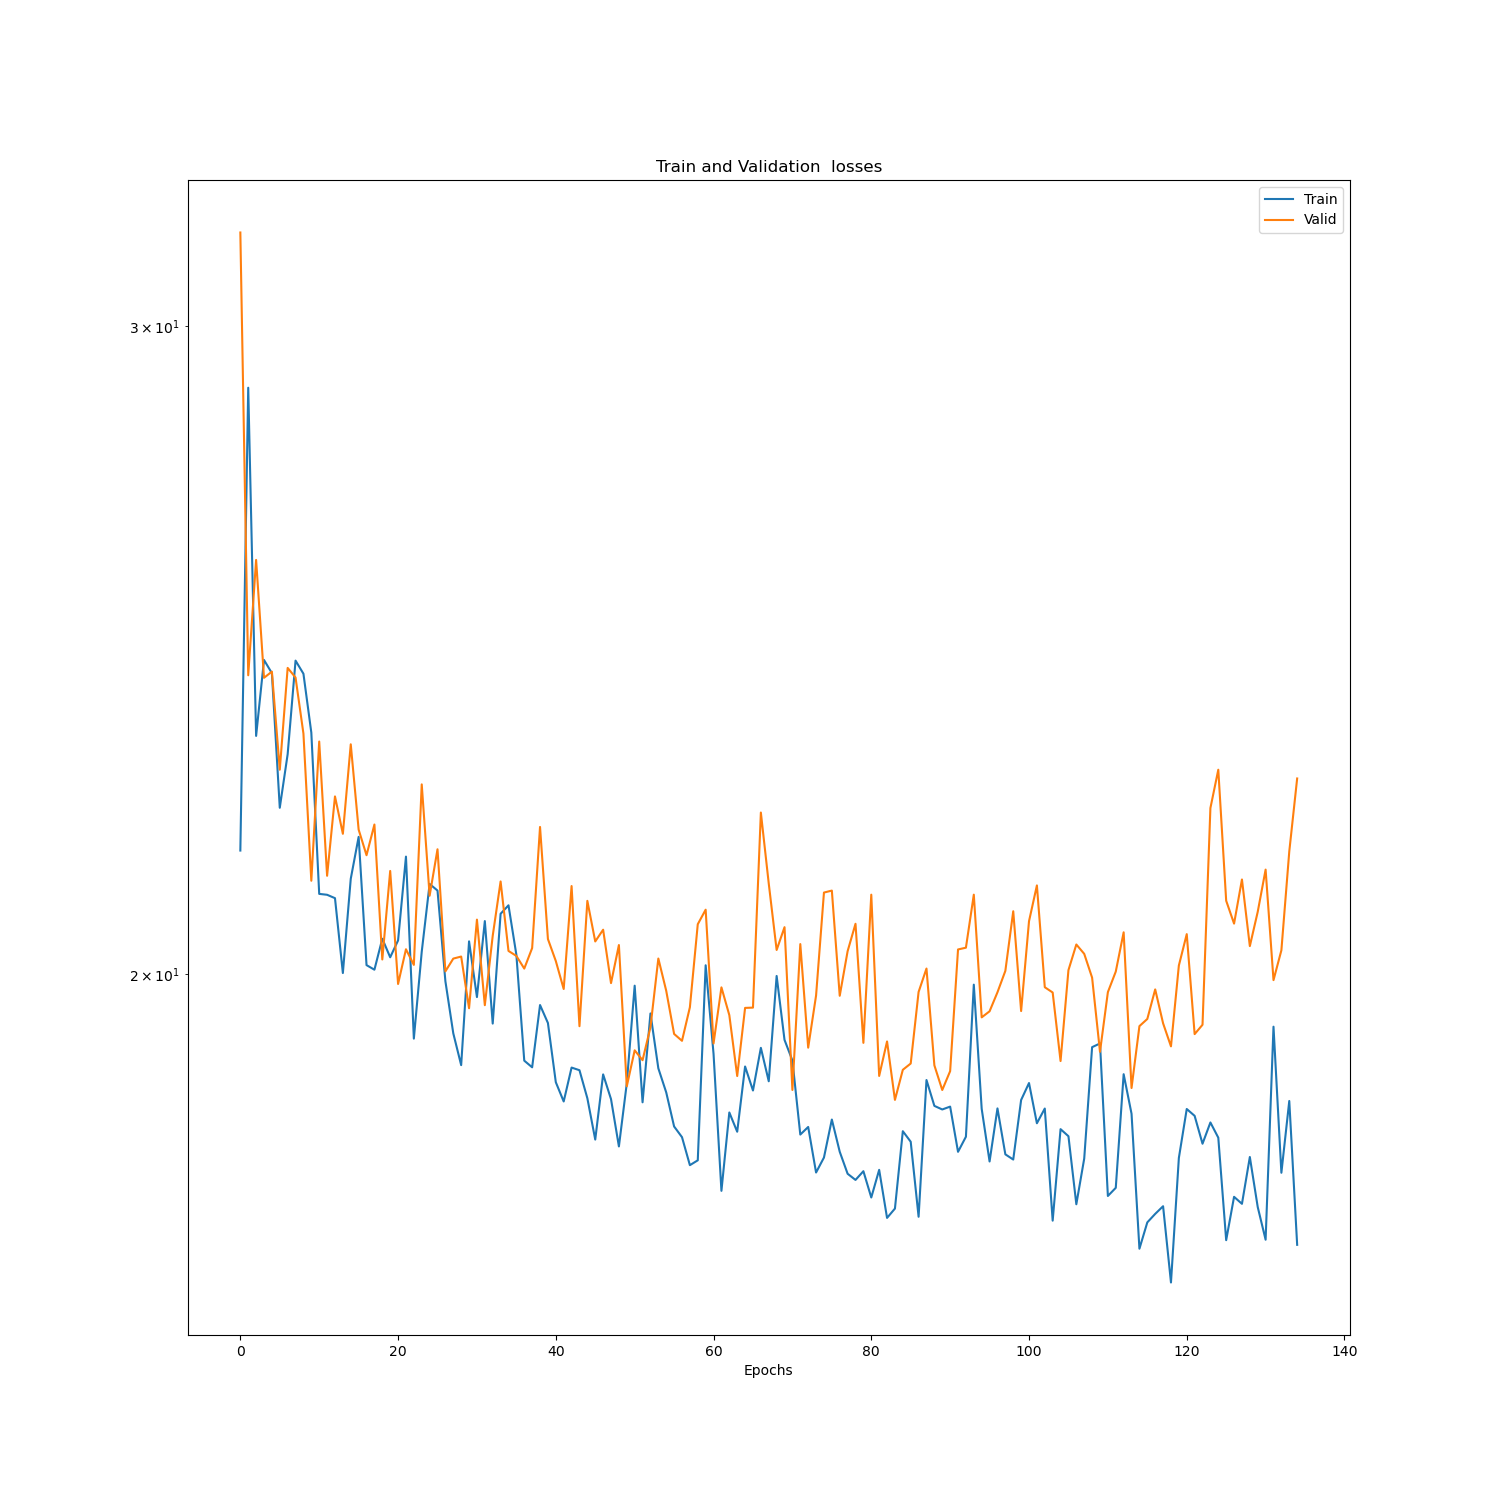 Train and Validation  losses
Train
Valid
3 × 10¹
2 × 10¹
0 20 40 60 80 100 120 140
Epochs